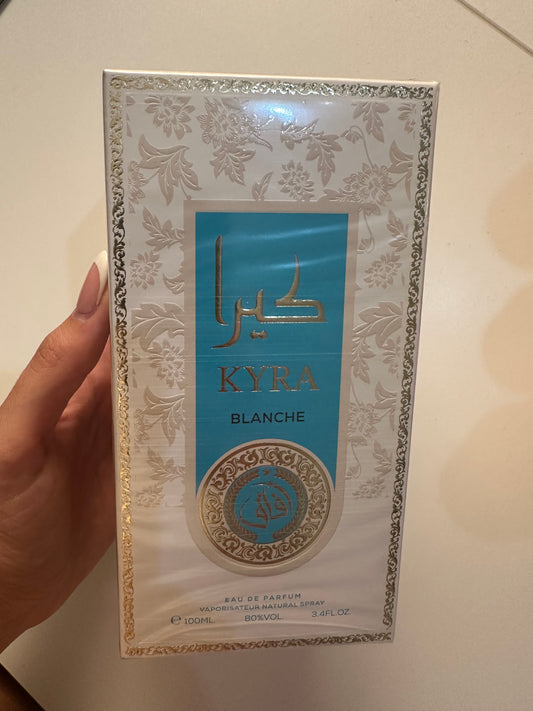 كيرا
KYRA
BLANCHE
EAU DE PARFUM
VAPORISATEUR NATURAL SPRAY
℮ 100ML. 80%VOL. 3.4FL.OZ.